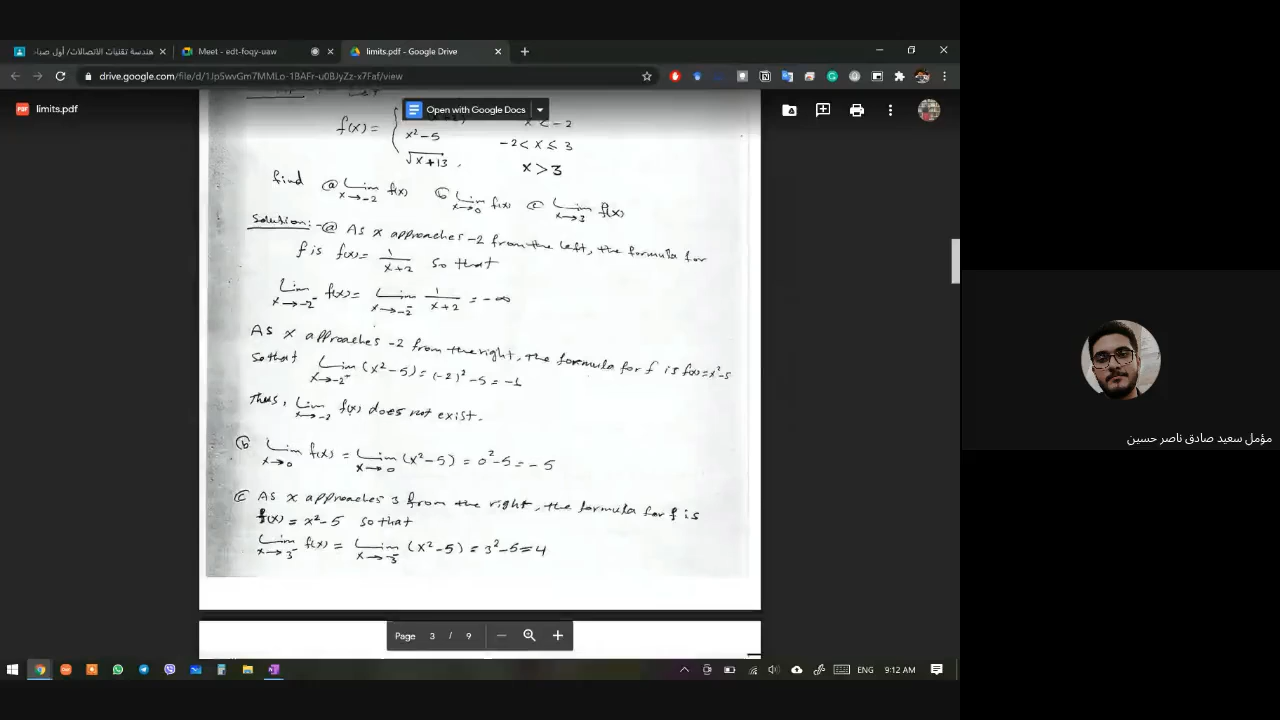 هندسة تقنيات الاتصالات/ أول صبا
Meet - edt-foqy-uaw
limits.pdf - Google Drive
drive.google.com/file/d/1JpSwvGm7MMLo-1BAFr-u0BJyZz-x7Faf/view
limits.pdf
Open with Google Docs
x < -2
f(x) = { x² - 5 -2 < x ≤ 3
√x+13 , x > 3
find ⓐ Lim x→-2 f(x) ⓑ Lim x→0 f(x) ⓒ Lim x→3 f(x)
Solution:- ⓐ As x approaches -2 from the left, the formula for
f is f(x) = 1/(x+2) so that
Lim x→-2⁻ f(x) = Lim x→-2⁻ 1/(x+2) = -∞
As x approaches -2 from the right, the formula for f is f(x) = x²-5
So that Lim x→-2⁺ (x²-5) = (-2)² -5 = -1
Thus, Lim x→-2 f(x) does not exist.
ⓑ Lim x→0 f(x) = Lim x→0 (x²-5) = 0²-5 = -5
ⓒ As x approaches 3 from the right, the formula for f is
f(x) = x²-5 so that
Lim x→3⁻ f(x) = Lim x→3⁻ (x²-5) = 3²-5 = 4
Page 3 / 9
مؤمل سعيد صادق ناصر حسين
ENG 9:12 AM